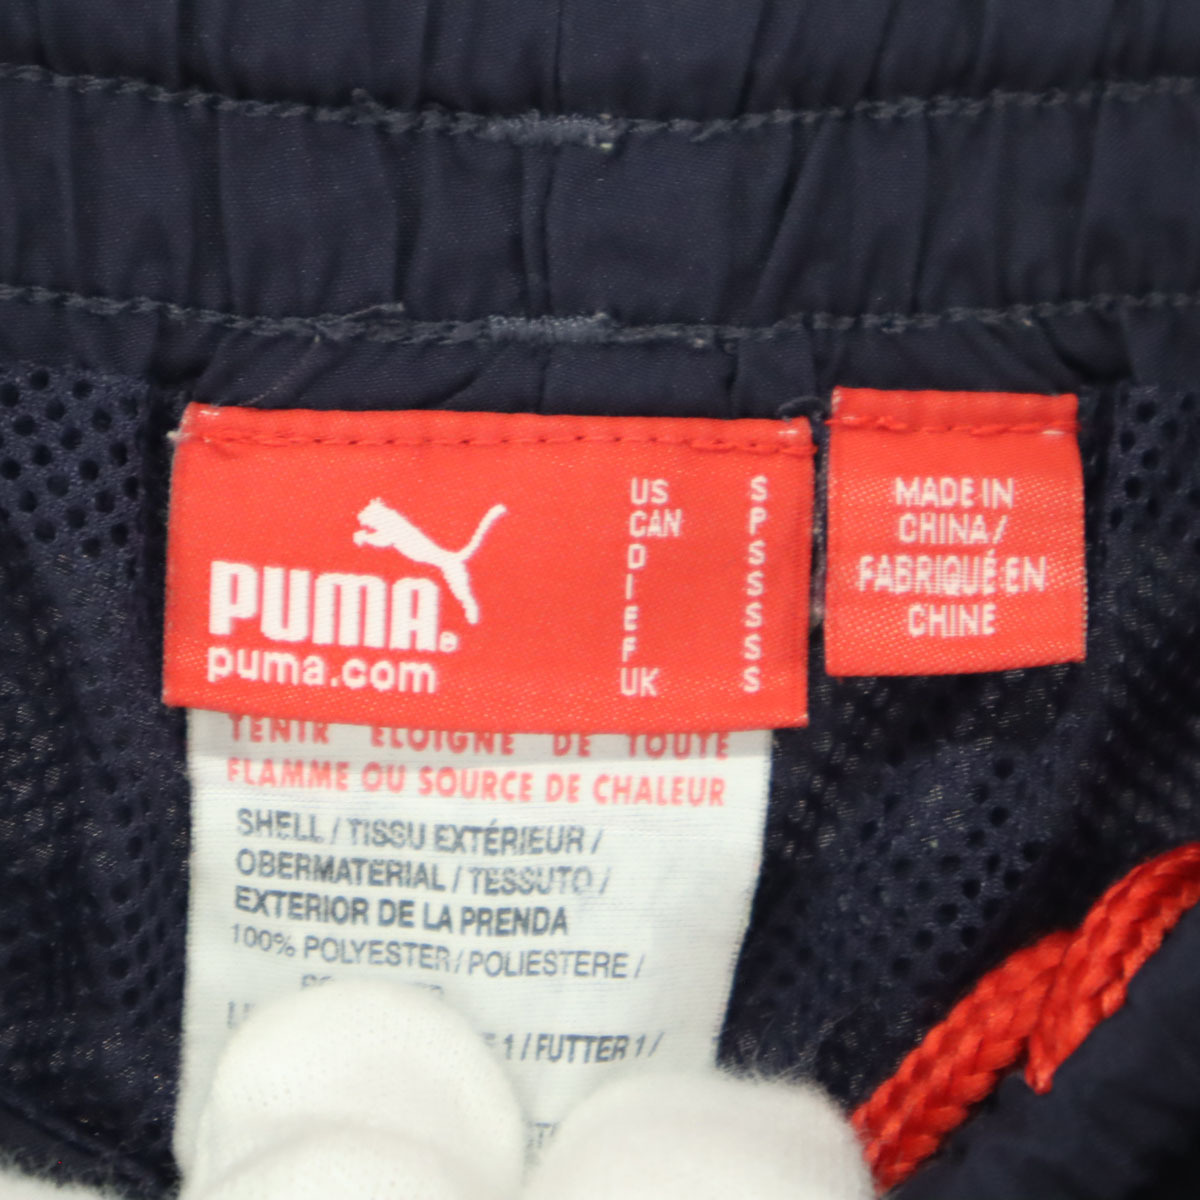 PUMA®
puma.com
US S
CAN P
D S
I S
E S
F S
UK S
MADE IN
CHINA/
FABRIQUÉ EN
CHINE
TENIR ELOIGNE DE TOUTE
FLAMME OU SOURCE DE CHALEUR
SHELL / TISSU EXTÉRIEUR /
OBERMATERIAL / TESSUTO /
EXTERIOR DE LA PRENDA
100% POLYESTER / POLIESTERE /
1 / FUTTER 1 /